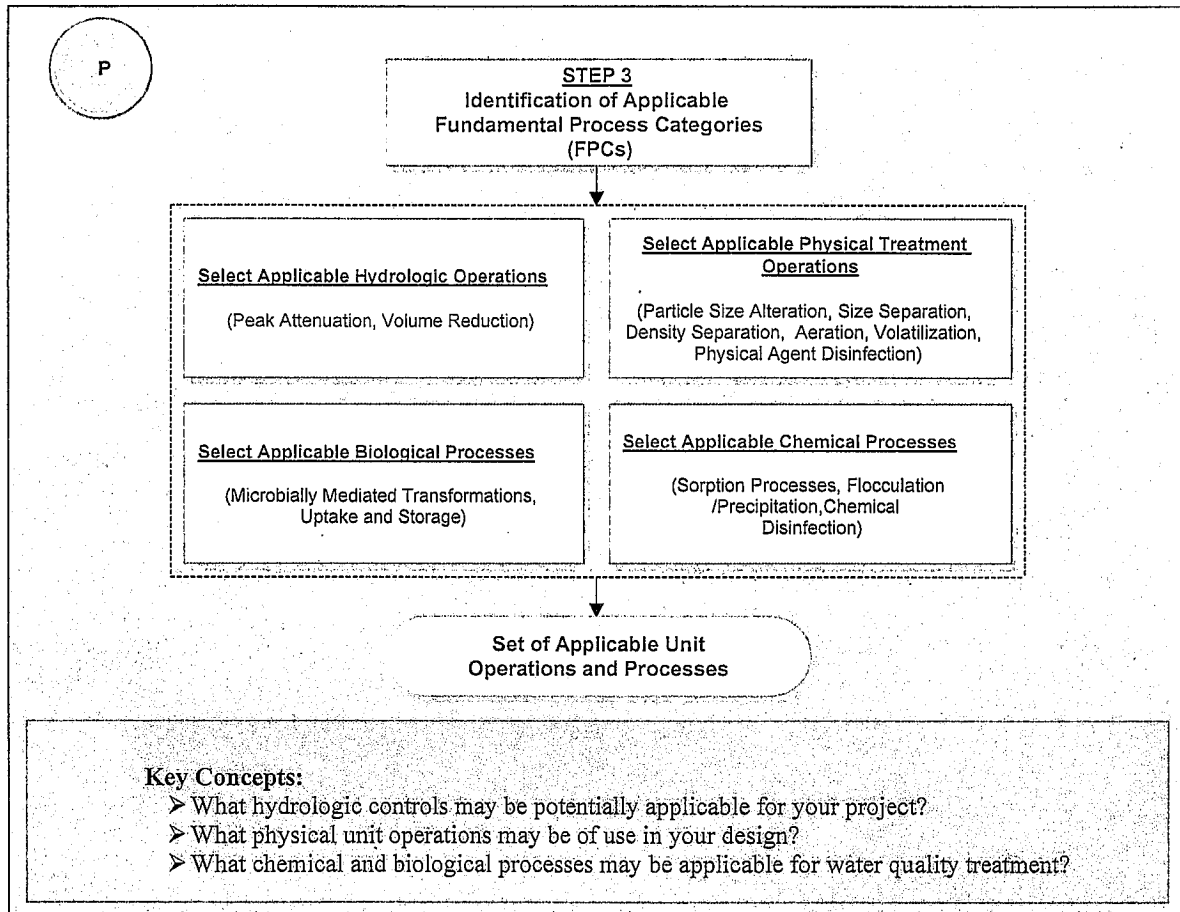 P
STEP 3
Identification of Applicable
Fundamental Process Categories
(FPCs)
Select Applicable Hydrologic Operations
(Peak Attenuation, Volume Reduction)
Select Applicable Physical Treatment
Operations
(Particle Size Alteration, Size Separation,
Density Separation, Aeration, Volatilization,
Physical Agent Disinfection)
Select Applicable Biological Processes
(Microbially Mediated Transformations,
Uptake and Storage)
Select Applicable Chemical Processes
(Sorption Processes, Flocculation
/Precipitation,Chemical
Disinfection)
Set of Applicable Unit
Operations and Processes
Key Concepts:
➢ What hydrologic controls may be potentially applicable for your project?
➢ What physical unit operations may be of use in your design?
➢ What chemical and biological processes may be applicable for water quality treatment?